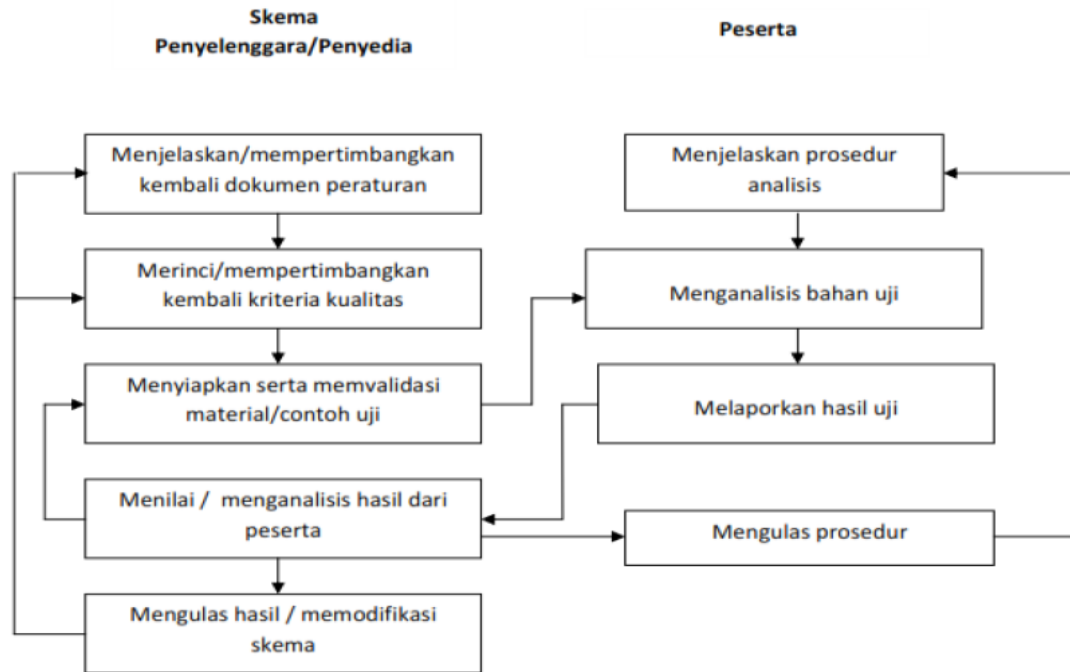 Skema
Penyelenggara/Penyedia
Peserta
Menjelaskan/mempertimbangkan
kembali dokumen peraturan
Menjelaskan prosedur
analisis
Merinci/mempertimbangkan
kembali kriteria kualitas
Menganalisis bahan uji
Menyiapkan serta memvalidasi
material/contoh uji
Melaporkan hasil uji
Menilai / menganalisis hasil dari
peserta
Mengulas prosedur
Mengulas hasil / memodifikasi
skema